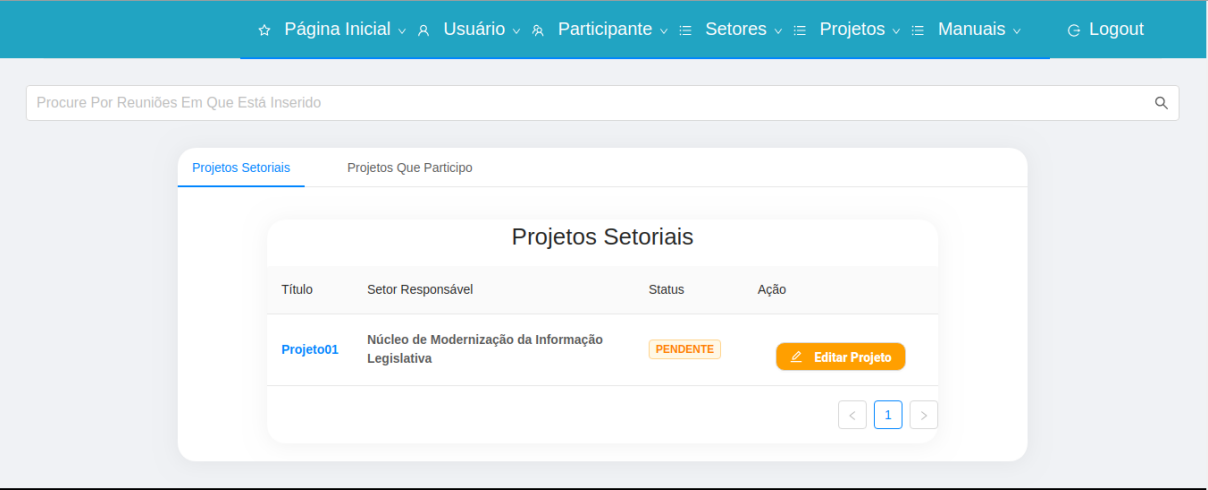 Página Inicial Usuário Participante Setores Projetos Manuais Logout
Procure Por Reuniões Em Que Está Inserido
Projetos Setoriais Projetos Que Participo
Projetos Setoriais
Título Setor Responsável Status Ação
Projeto01 Núcleo de Modernização da Informação
Legislativa PENDENTE Editar Projeto
1